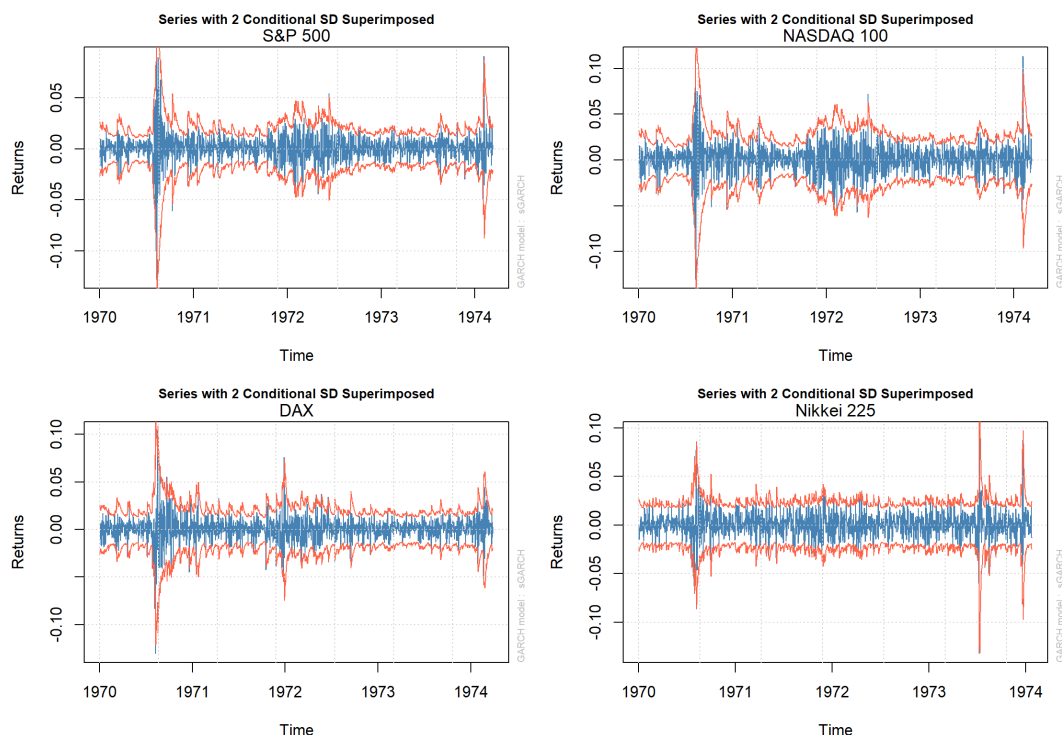 Series with 2 Conditional SD Superimposed
S&P 500
Returns
0.05
0.00
-0.05
-0.10
1970 1971 1972 1973 1974
Time
GARCH model : sGARCH
Series with 2 Conditional SD Superimposed
NASDAQ 100
Returns
0.10
0.05
0.00
-0.10
1970 1971 1972 1973 1974
Time
GARCH model : sGARCH
Series with 2 Conditional SD Superimposed
DAX
Returns
0.10
0.05
0.00
-0.10
1970 1971 1972 1973 1974
Time
GARCH model : sGARCH
Series with 2 Conditional SD Superimposed
Nikkei 225
Returns
0.10
0.05
0.00
-0.05
-0.10
1970 1971 1972 1973 1974
Time
GARCH model : sGARCH